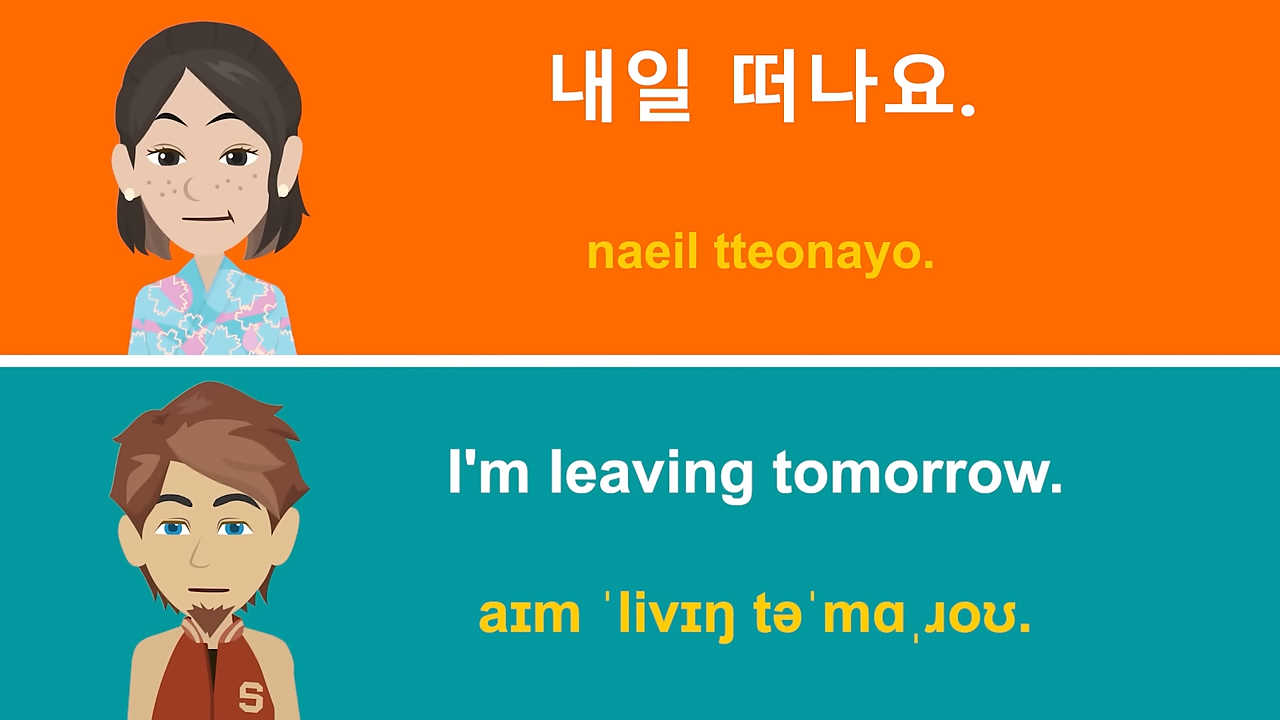 내일 떠나요.
naeil tteonayo.
I'm leaving tomorrow.
aɪm ˈlivɪŋ təˈmɑˌɹoʊ.
S